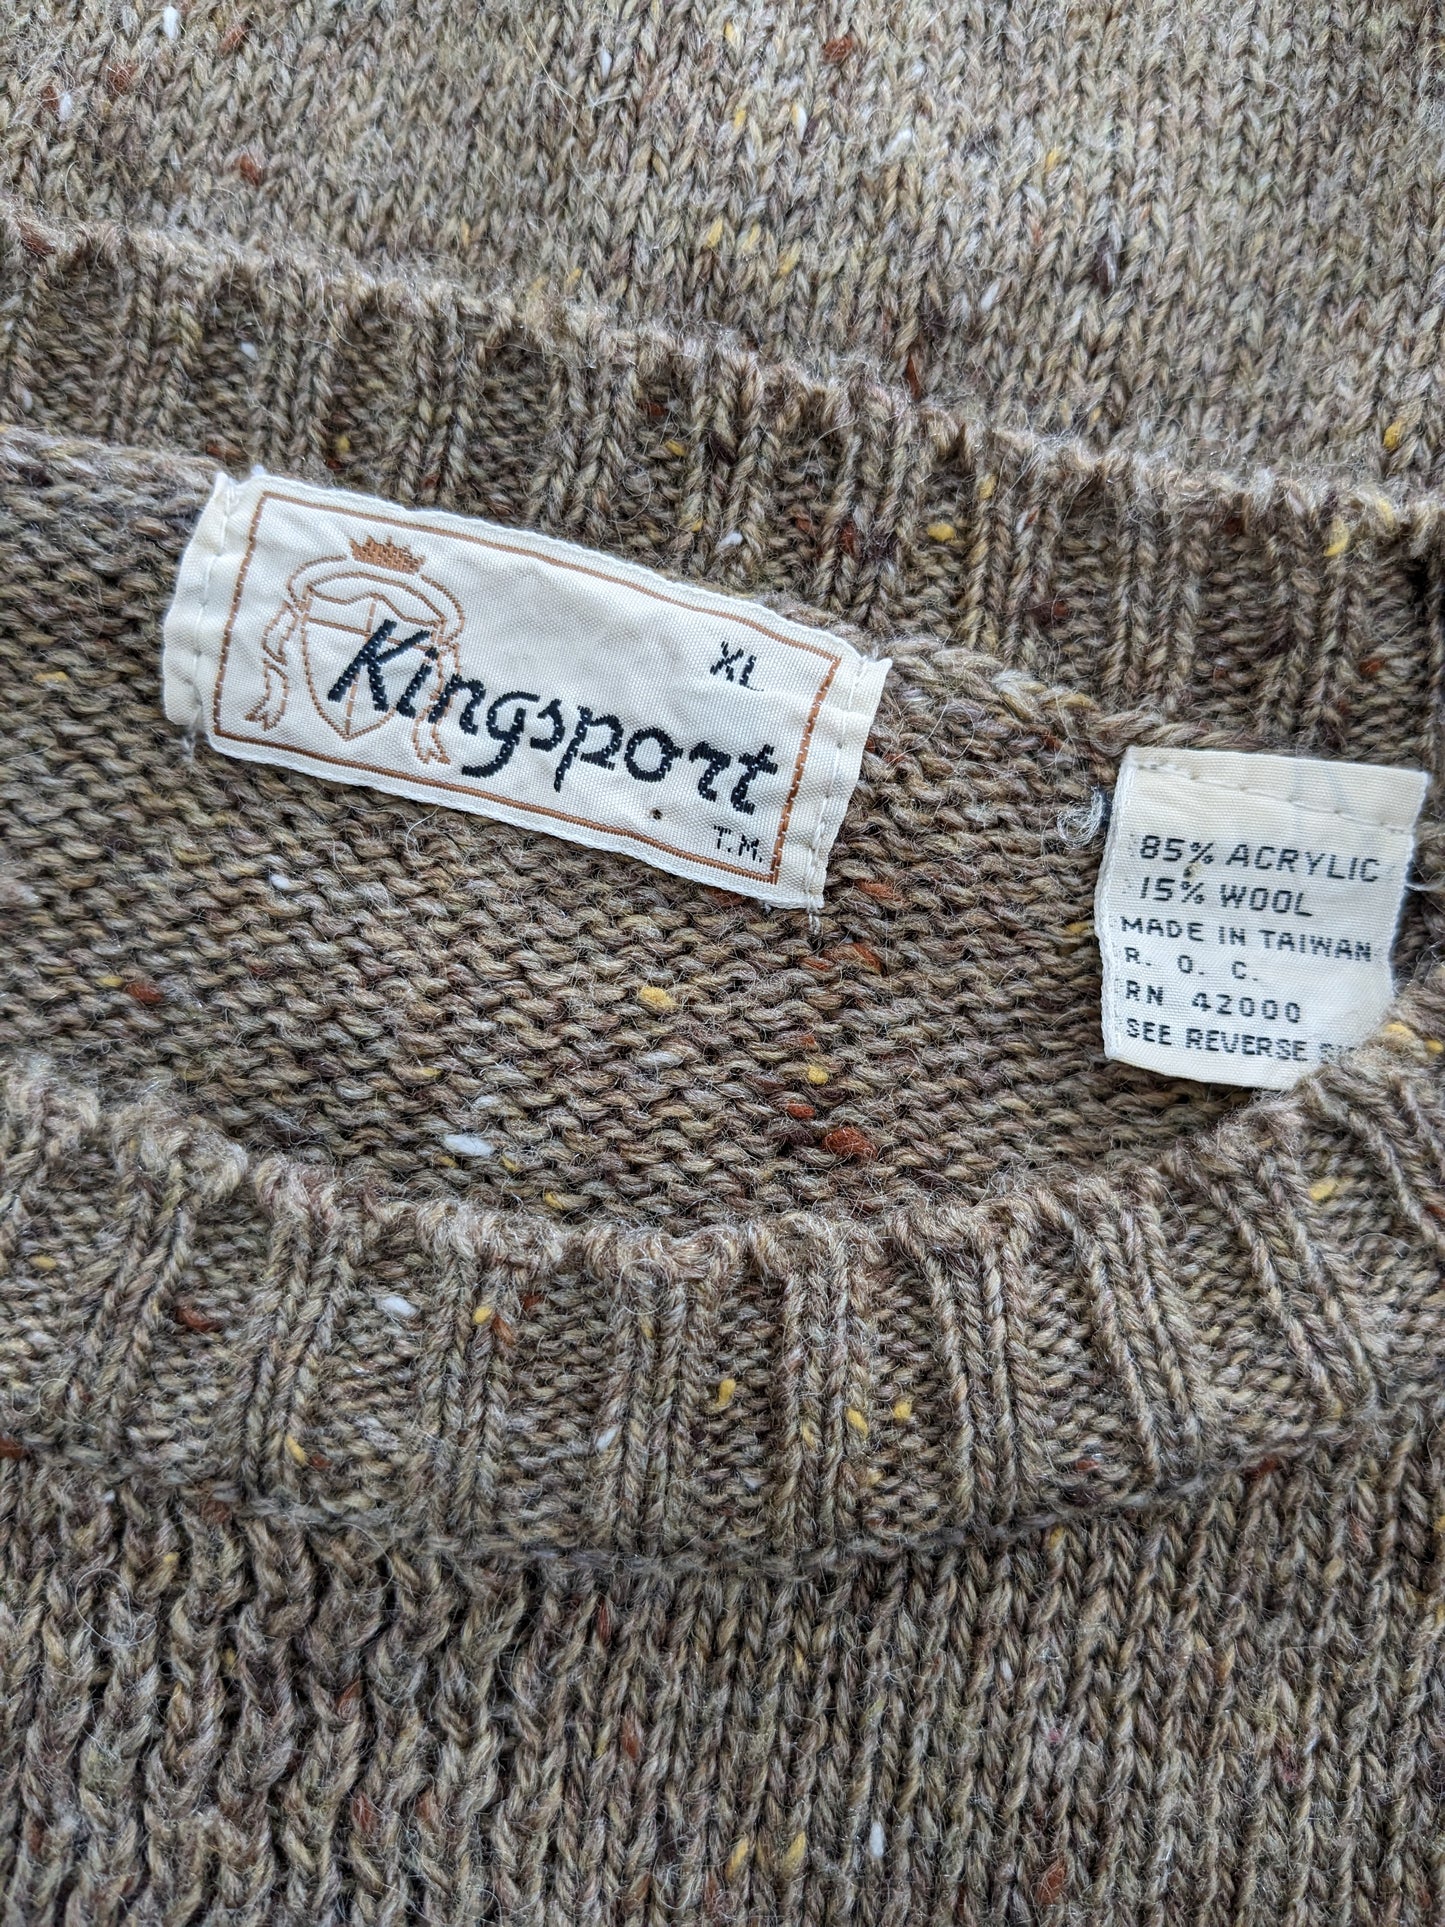 XL
Kingsport
T.M.
85% ACRYLIC
15% WOOL
MADE IN TAIWAN
R. O. C.
RN 42000
SEE REVERSE